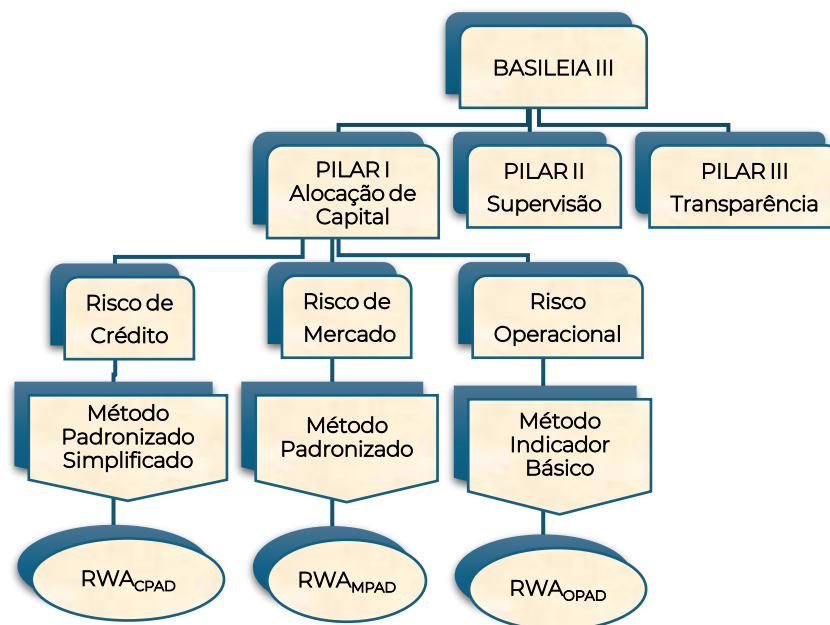 BASILEIA III
PILAR I
Alocação de
Capital
PILAR II
Supervisão
PILAR III
Transparência
Risco de
Crédito
Risco de
Mercado
Risco
Operacional
Método
Padronizado
Simplificado
Método
Padronizado
Método
Indicador
Básico
RWACPAD
RWAMPAD
RWAOPAD